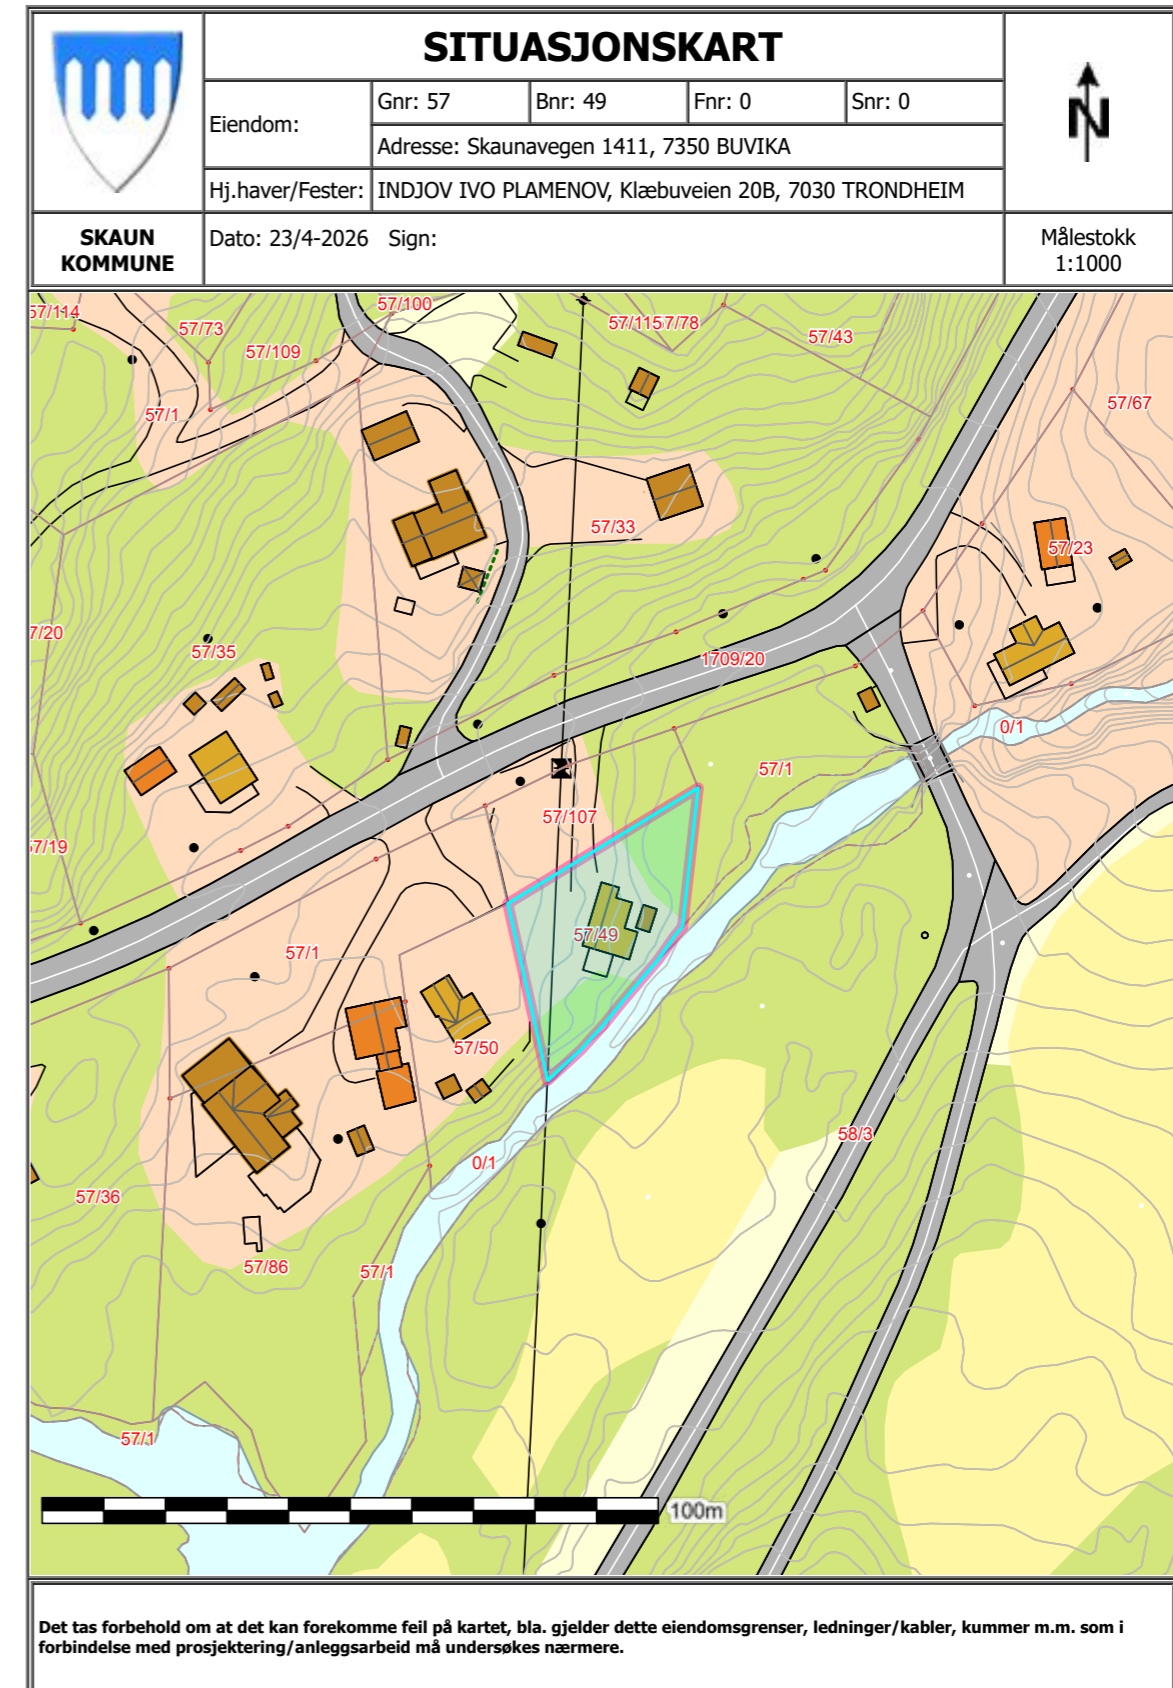 SITUASJONSKART
Eiendom:
Gnr: 57
Bnr: 49
Fnr: 0
Snr: 0
Adresse: Skaunavegen 1411, 7350 BUVIKA
Hj.haver/Fester:
INDJOV IVO PLAMENOV, Klæbuveien 20B, 7030 TRONDHEIM
N
SKAUN
KOMMUNE
Dato: 23/4-2026 Sign:
Målestokk
1:1000
57/114
57/73
57/109
57/100
57/1157/78
57/43
57/67
57/1
57/33
57/23
7/20
57/35
1709/20
0/1
57/1
57/107
7/19
57/49
57/1
57/50
58/3
0/1
57/36
57/86
57/1
57/1
100m
Det tas forbehold om at det kan forekomme feil på kartet, bla. gjelder dette eiendomsgrenser, ledninger/kabler, kummer m.m. som i
forbindelse med prosjektering/anleggsarbeid må undersøkes nærmere.